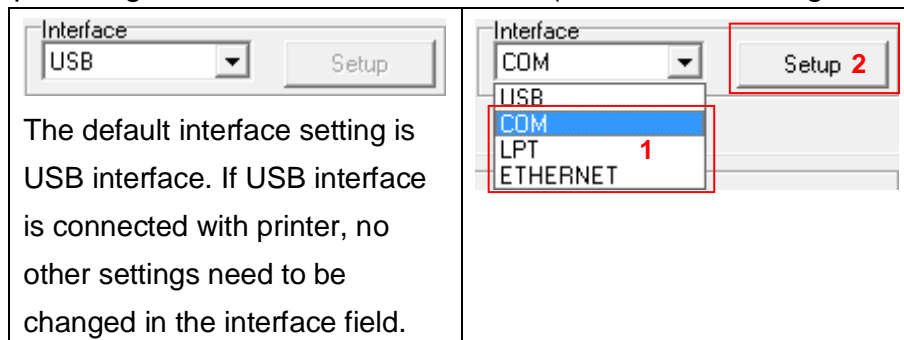 Interface
USB
Setup
The default interface setting is
USB interface. If USB interface
is connected with printer, no
other settings need to be
changed in the interface field.
Interface
COM
Setup 2
USB
COM
LPT 1
ETHERNET